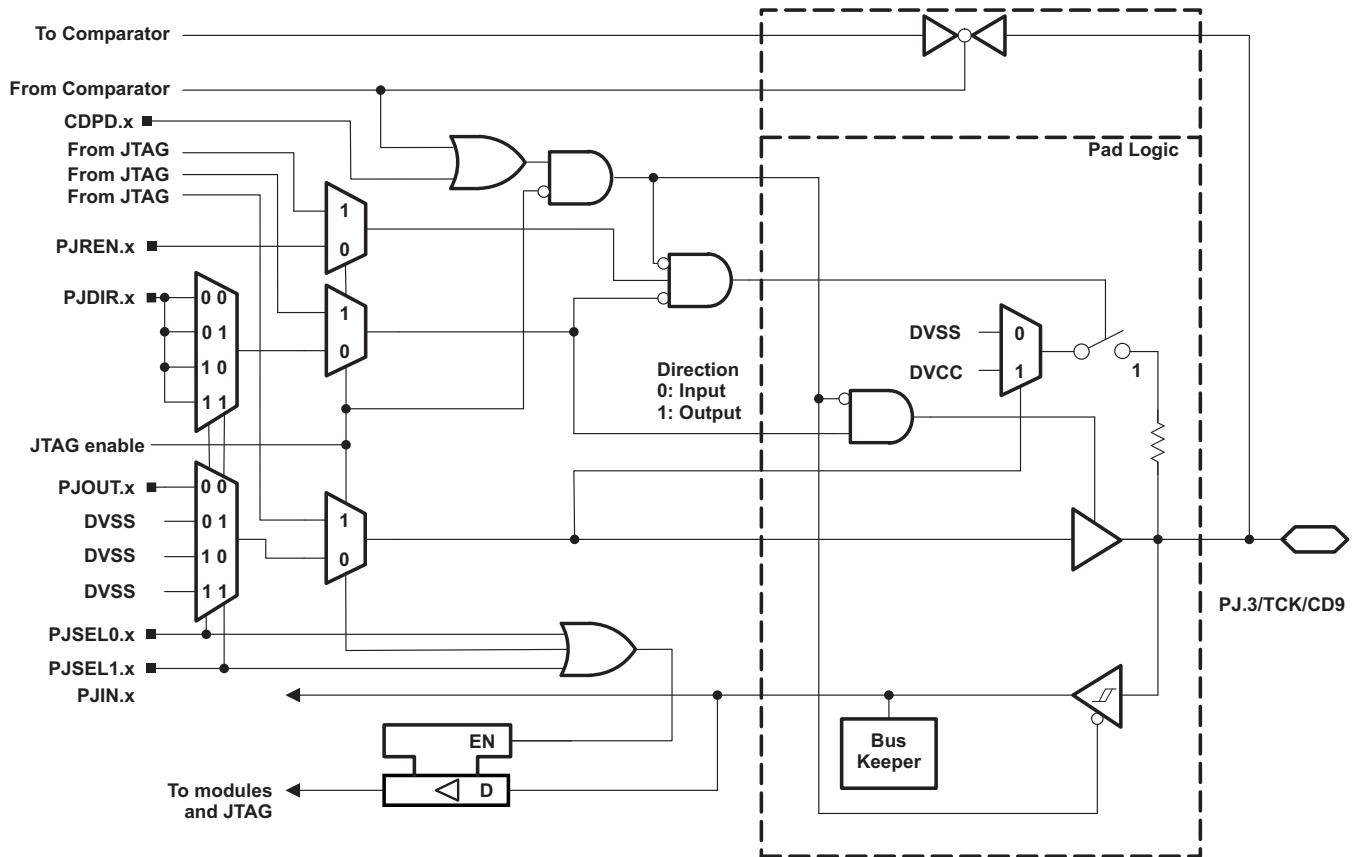 To Comparator
From Comparator
Pad Logic
CDPD.x
From JTAG
From JTAG
From JTAG
1
0
PJREN.x
PJDIR.x
0 0
0 1
1 0
1 1
1
0
DVSS
0
DVCC
1
1
Direction
0: Input
1: Output
JTAG enable
PJOUT.x
0 0
DVSS
0 1
DVSS
1 0
DVSS
1 1
1
0
PJ.3/TCK/CD9
PJSEL0.x
PJSEL1.x
PJIN.x
EN
D
Bus
Keeper
To modules
and JTAG